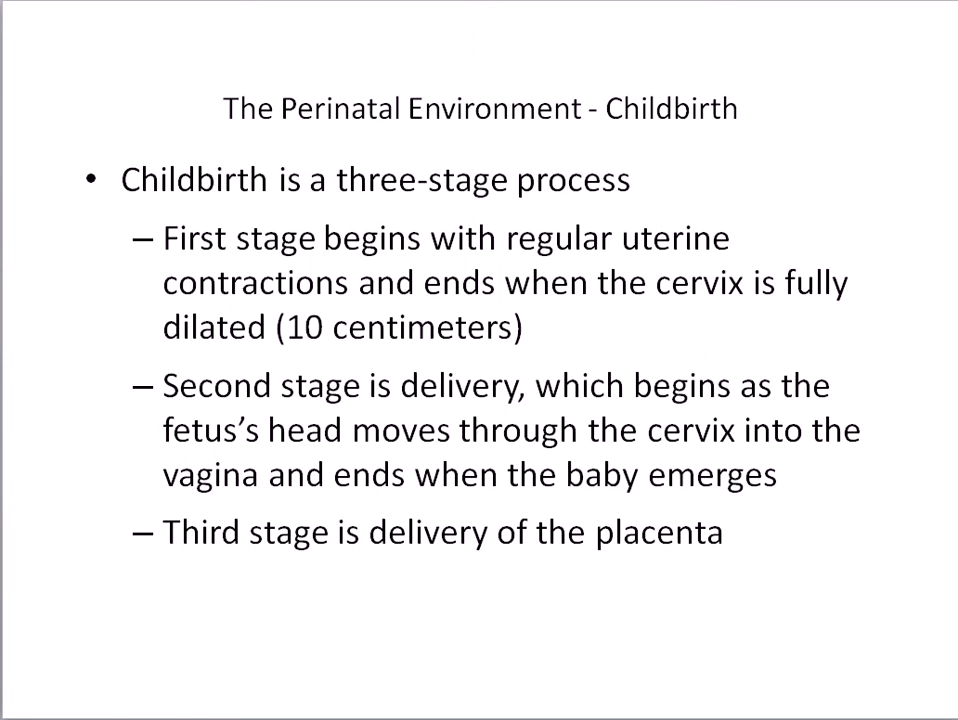 The Perinatal Environment - Childbirth
• Childbirth is a three-stage process
– First stage begins with regular uterine
contractions and ends when the cervix is fully
dilated (10 centimeters)
– Second stage is delivery, which begins as the
fetus’s head moves through the cervix into the
vagina and ends when the baby emerges
– Third stage is delivery of the placenta